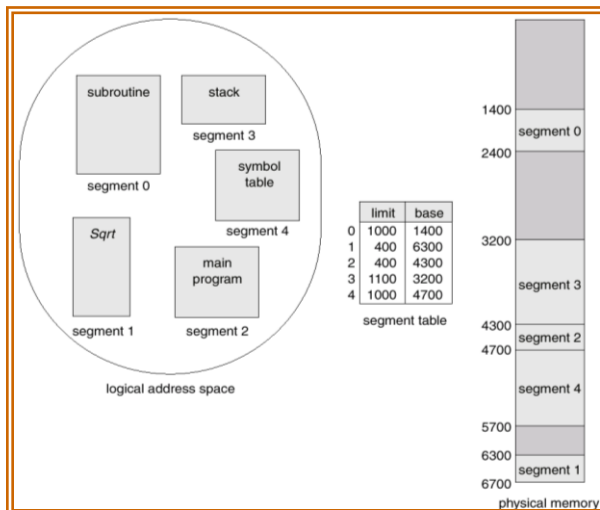 subroutine
stack
segment 3
segment 0
symbol
table
segment 4
Sqrt
main
program
segment 1
segment 2
logical address space
limit base
0 1000 1400
1 400 6300
2 400 4300
3 1100 3200
4 1000 4700
segment table
1400
segment 0
2400
3200
segment 3
4300
segment 2
4700
segment 4
5700
6300
segment 1
6700
physical memory